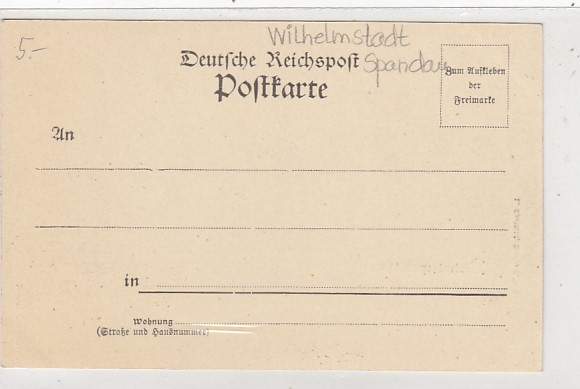 5.-
Wilhelmstadt
Spandau
Deutsche Reichspost
Postkarte
Zum Aufkleben
der
Freimarke
An
in
Wohnung
(Straße und Hausnummer)